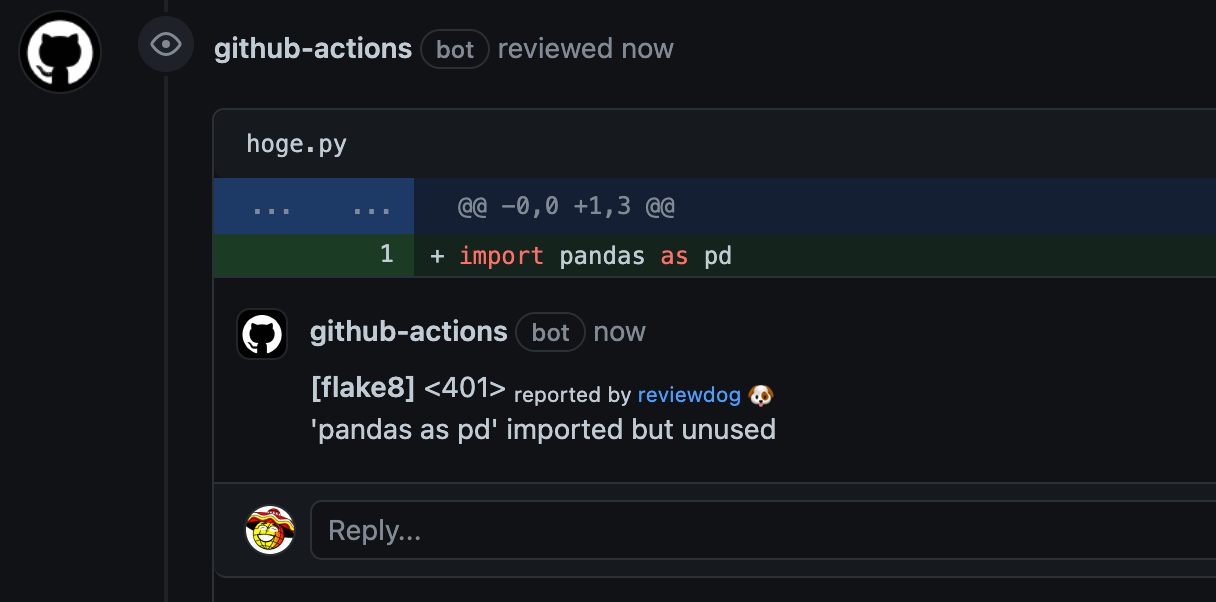 github-actions bot reviewed now
hoge.py
... ... @@ -0,0 +1,3 @@
1 + import pandas as pd
github-actions bot now
[flake8] <401> reported by reviewdog 🐶
'pandas as pd' imported but unused
Reply...